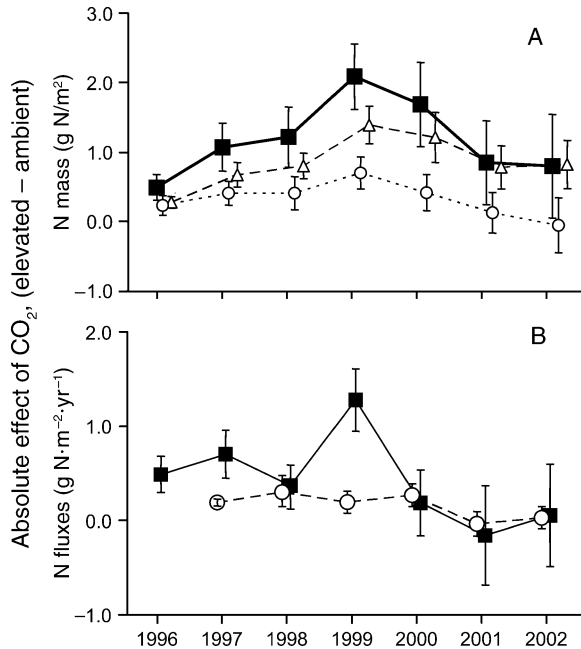 Absolute effect of CO₂, (elevated – ambient)
N mass (g N/m²)
3.0
2.0
1.0
0.0
–1.0
A
N fluxes (g N·m⁻²·yr⁻¹)
2.0
1.0
0.0
–1.0
B
1996 1997 1998 1999 2000 2001 2002